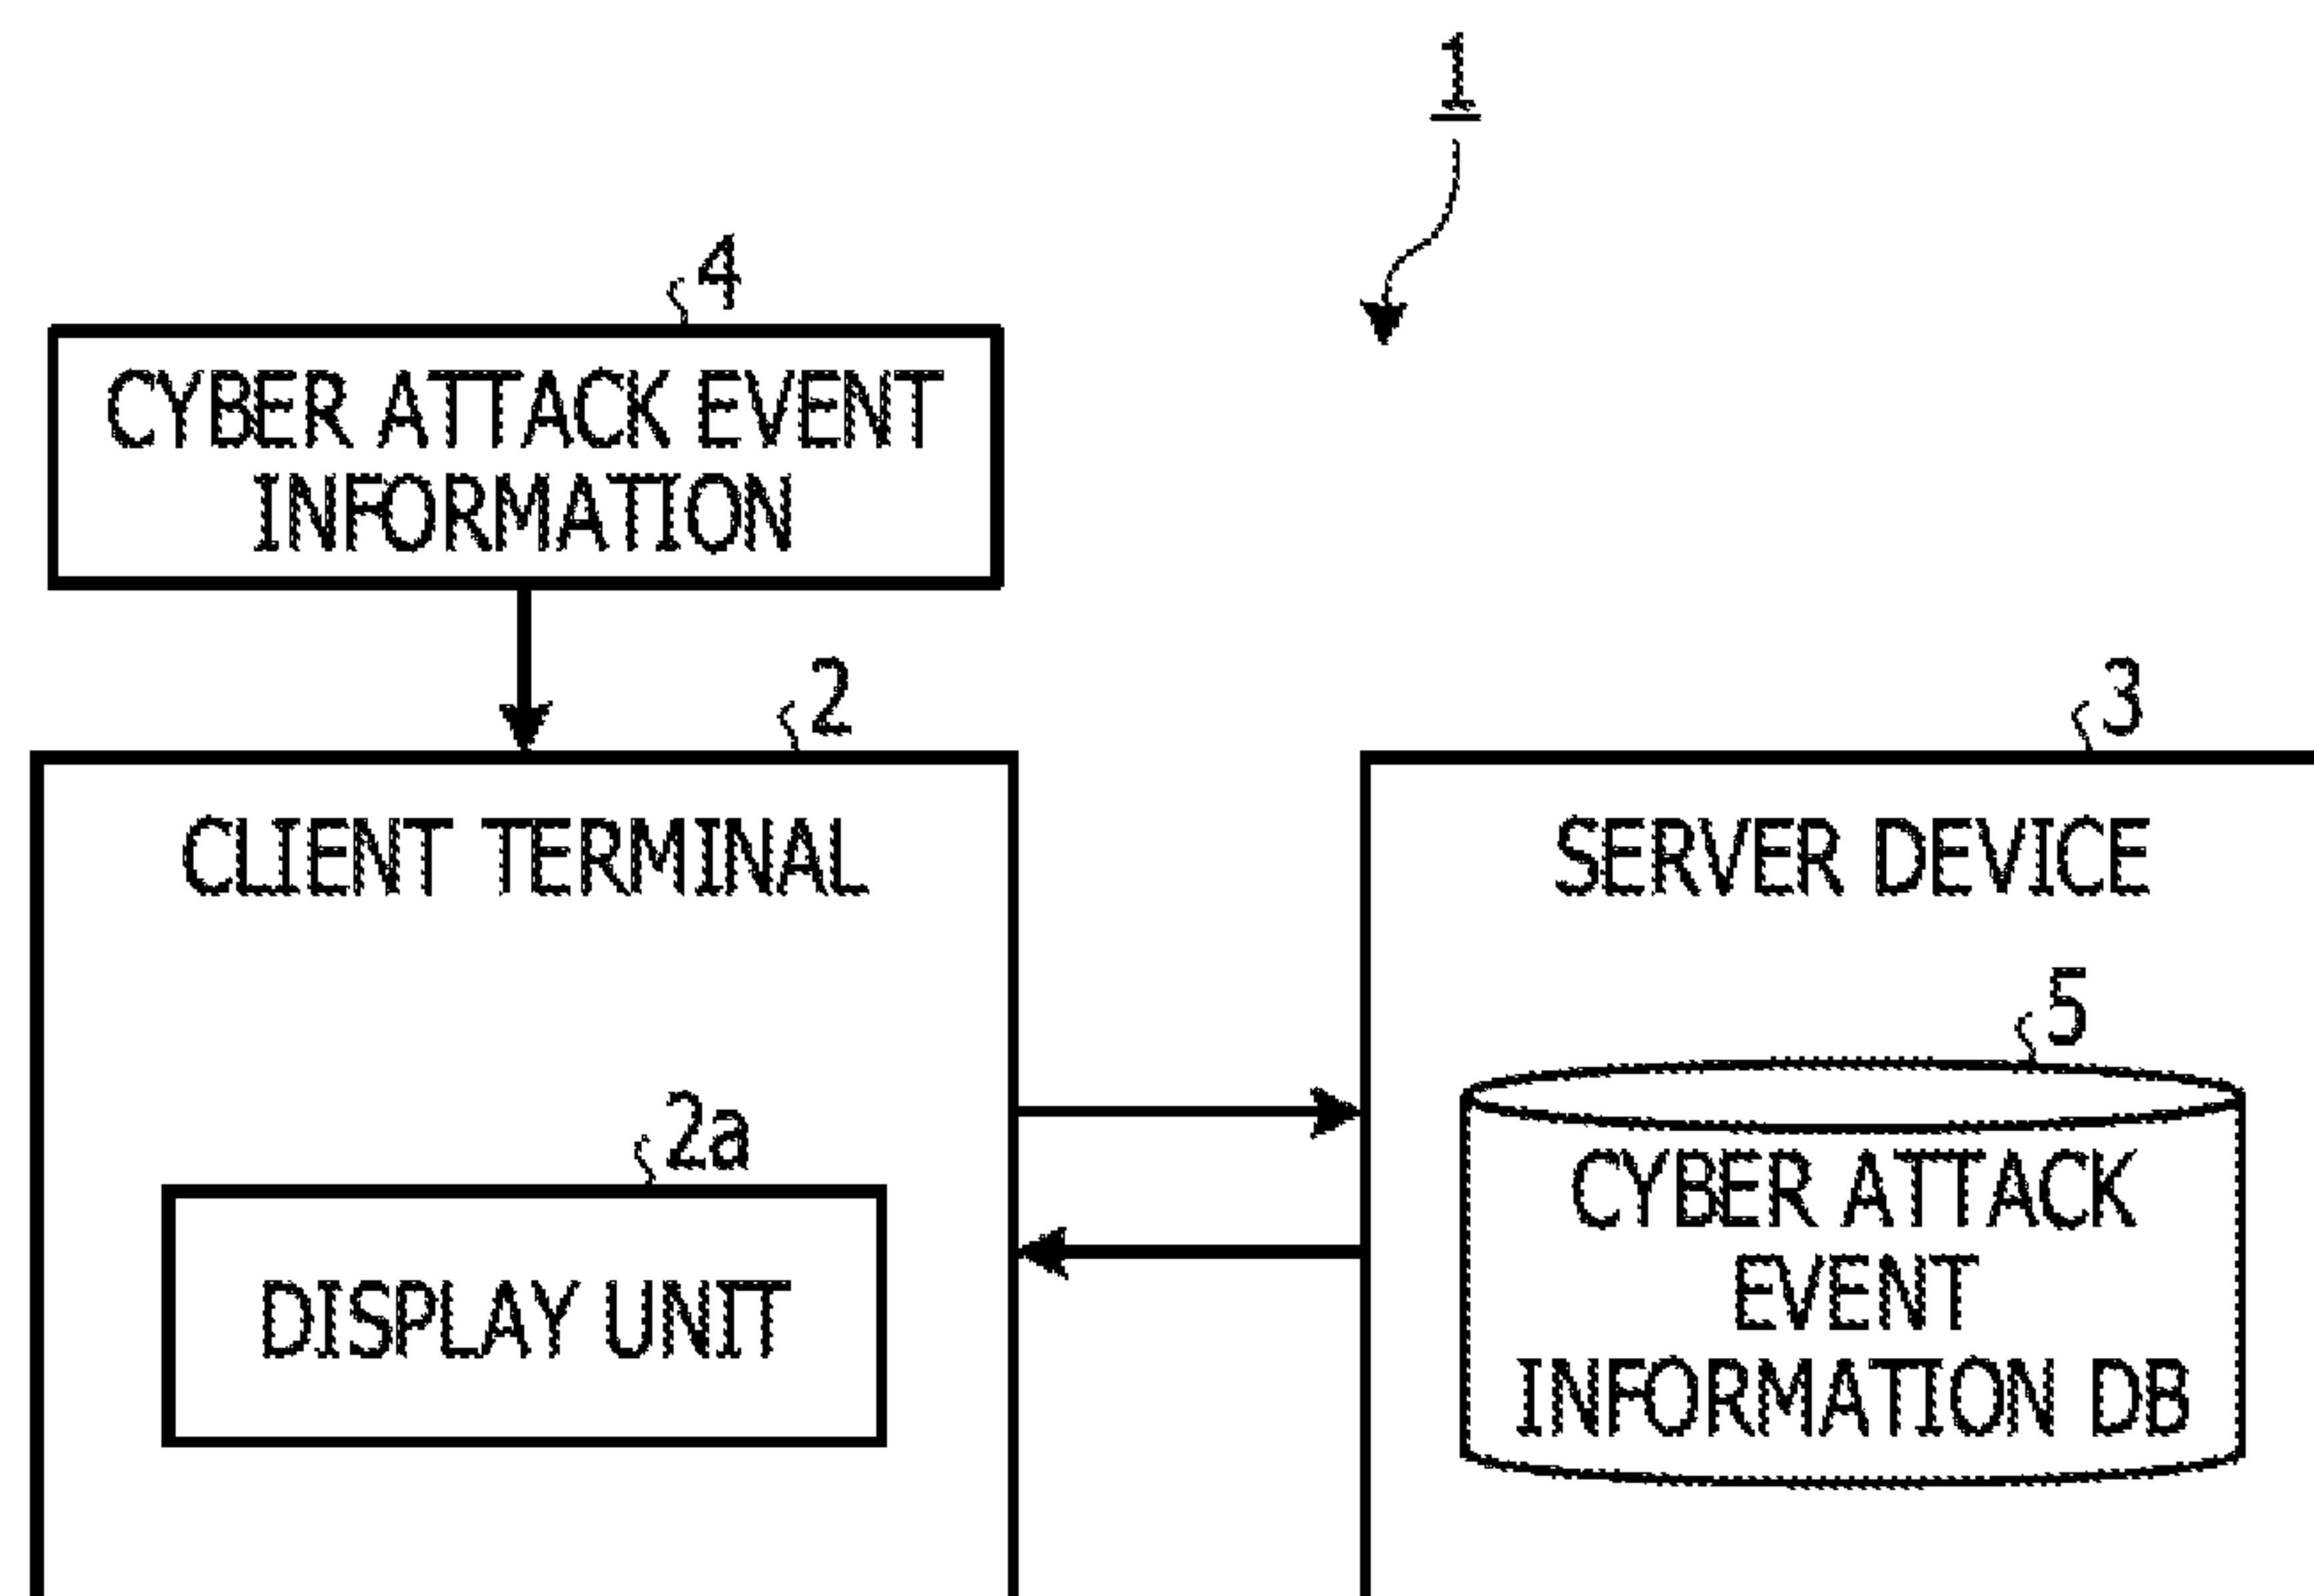 1
4
CYBER ATTACK EVENT
INFORMATION
2
CLIENT TERMINAL
2a
DISPLAY UNIT
3
SERVER DEVICE
5
CYBER ATTACK
EVENT
INFORMATION DB